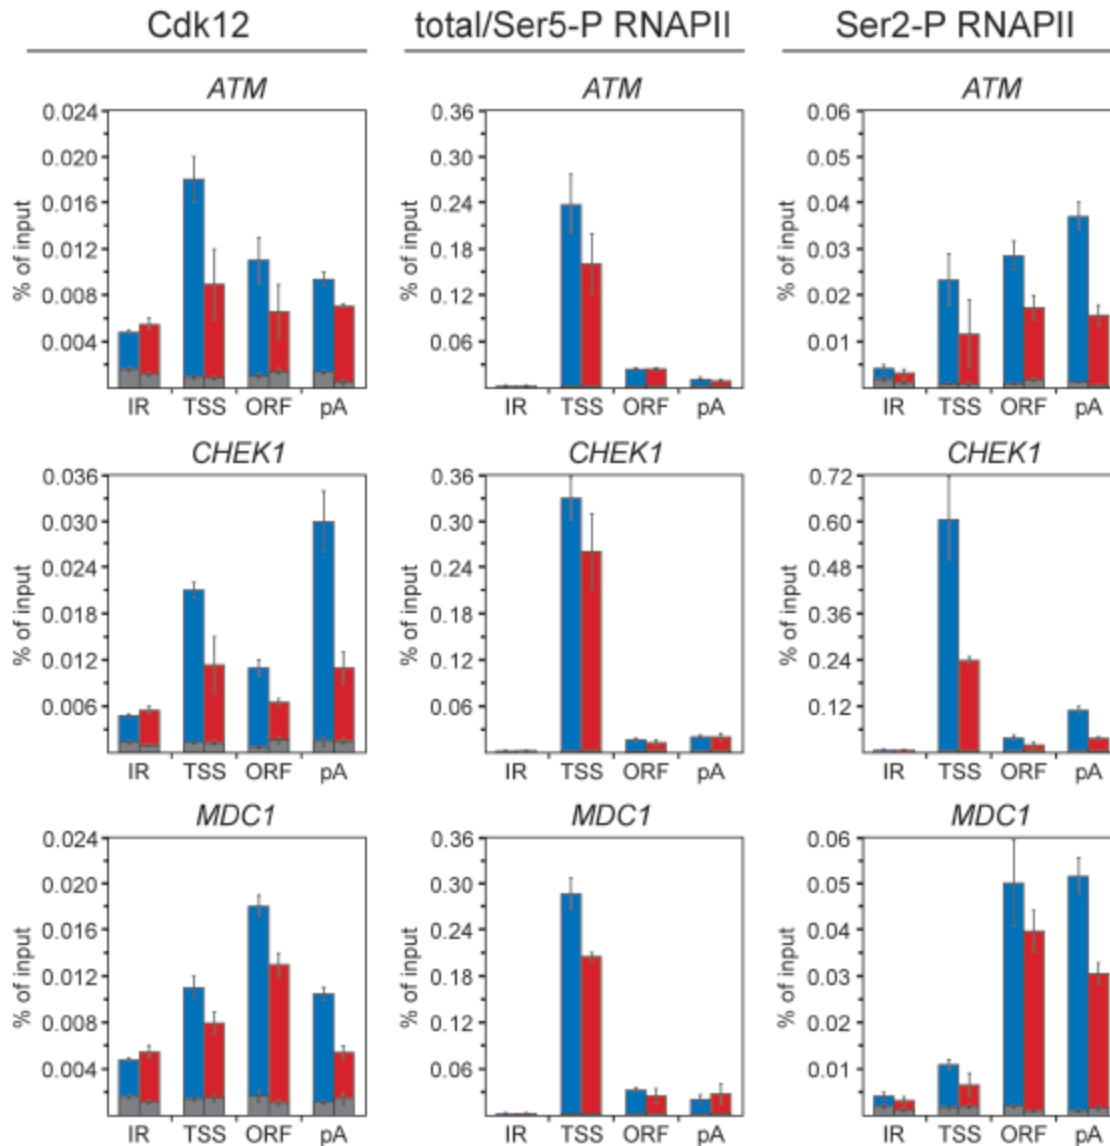 Cdk12 total/Ser5-P RNAPII Ser2-P RNAPII
ATM ATM ATM
% of input % of input % of input
0.024 0.36 0.06
0.020 0.30 0.05
0.016 0.24 0.04
0.012 0.18 0.03
0.008 0.12 0.02
0.004 0.06 0.01
IR TSS ORF pA IR TSS ORF pA IR TSS ORF pA
CHEK1 CHEK1 CHEK1
% of input % of input % of input
0.036 0.36 0.72
0.030 0.30 0.60
0.024 0.24 0.48
0.018 0.18 0.36
0.012 0.12 0.24
0.006 0.06 0.12
IR TSS ORF pA IR TSS ORF pA IR TSS ORF pA
MDC1 MDC1 MDC1
% of input % of input % of input
0.024 0.36 0.06
0.020 0.30 0.05
0.016 0.24 0.04
0.012 0.18 0.03
0.008 0.12 0.02
0.004 0.06 0.01
IR TSS ORF pA IR TSS ORF pA IR TSS ORF pA